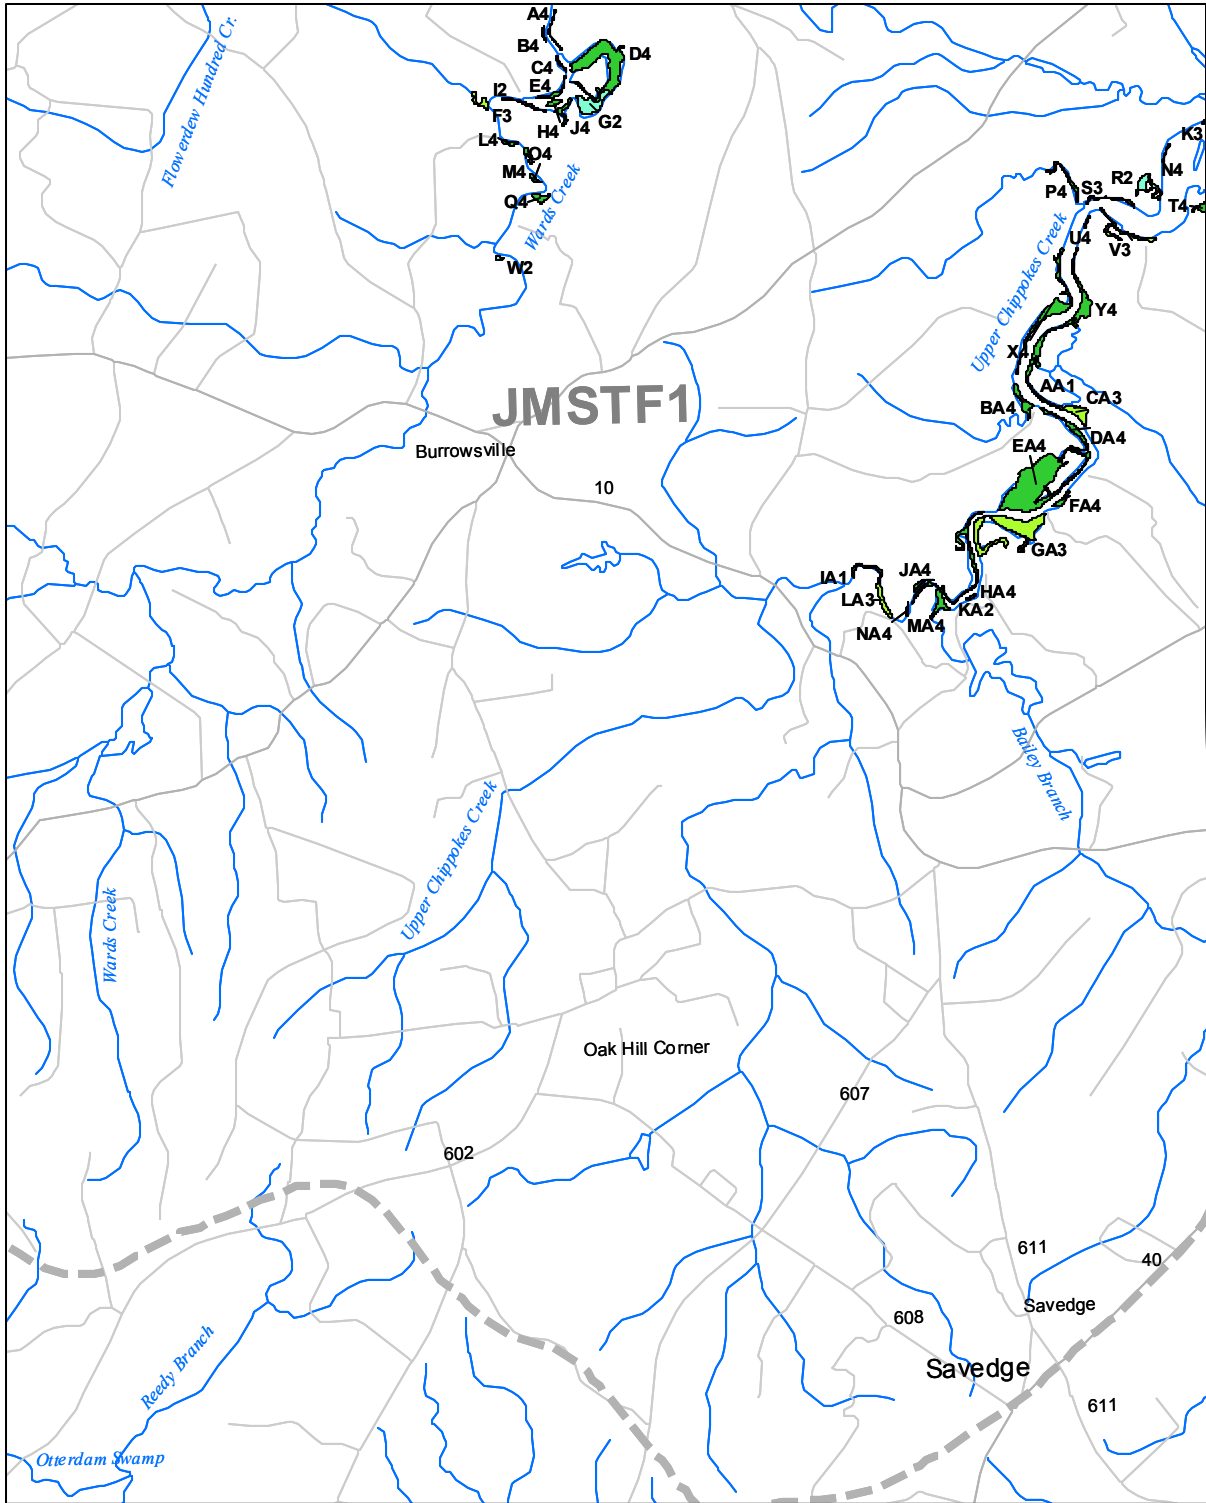 A4
Flowerdew Hundred Cr.
B4
D4
C4
E4
I2
F3
G2
J4
H4
K3
L4
O4
N4
M4
R2
P4
S3
Q4
T4
Wards Creek
U4
V3
W2
Upper Chippokes Creek
Y4
X4
AA1
CA3
BA4
JMSTF1
DA4
EA4
Burrowsville
10
FA4
GA3
JA4
IA1
HA4
LA3
KA2
NA4
MA4
Bailey Branch
Upper Chippokes Creek
Wards Creek
Oak Hill Corner
607
602
611
40
Savedge
608
Savedge
Reedy Branch
611
Otterdam Swamp